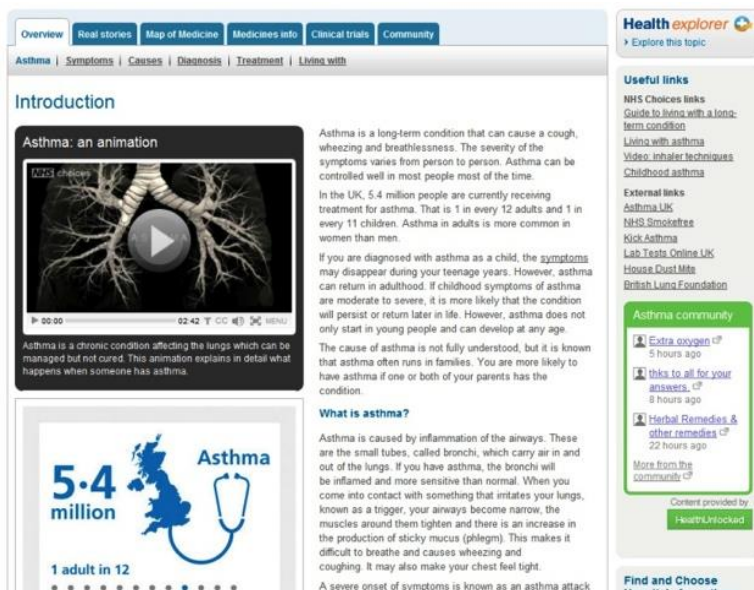 Overview Real stories Map of Medicine Medicines info Clinical trials Community
Asthma | Symptoms | Causes | Diagnosis | Treatment | Living with
Introduction
Asthma: an animation
NHS choices
ASTHMA
00:00 02:42 T CC MENU
Asthma is a chronic condition affecting the lungs which can be
managed but not cured. This animation explains in detail what
happens when someone has asthma.
5.4
million
Asthma
1 adult in 12
Asthma is a long-term condition that can cause a cough,
wheezing and breathlessness. The severity of the
symptoms varies from person to person. Asthma can be
controlled well in most people most of the time.
In the UK, 5.4 million people are currently receiving
treatment for asthma. That is 1 in every 12 adults and 1 in
every 11 children. Asthma in adults is more common in
women than men.
If you are diagnosed with asthma as a child, the symptoms
may disappear during your teenage years. However, asthma
can return in adulthood. If childhood symptoms of asthma
are moderate to severe, it is more likely that the condition
will persist or return later in life. However, asthma does not
only start in young people and can develop at any age.
The cause of asthma is not fully understood, but it is known
that asthma often runs in families. You are more likely to
have asthma if one or both of your parents has the
condition.
What is asthma?
Asthma is caused by inflammation of the airways. These
are the small tubes, called bronchi, which carry air in and
out of the lungs. If you have asthma, the bronchi will
be inflamed and more sensitive than normal. When you
come into contact with something that irritates your lungs,
known as a trigger, your airways become narrow, the
muscles around them tighten and there is an increase in
the production of sticky mucus (phlegm). This makes it
difficult to breathe and causes wheezing and
coughing. It may also make your chest feel tight.
A severe onset of symptoms is known as an asthma attack
Health explorer
Explore this topic
Useful links
NHS Choices links
Guide to living with a long-
term condition
Living with asthma
Video: inhaler techniques
Childhood asthma
External links
Asthma UK
NHS Smokefree
Kick Asthma
Lab Tests Online UK
House Dust Mite
British Lung Foundation
Asthma community
Extra oxygen
5 hours ago
thks to all for your
answers.
8 hours ago
Herbal Remedies &
other remedies
22 hours ago
More from the
community
Content provided by
HealthUnlocked
Find and Choose